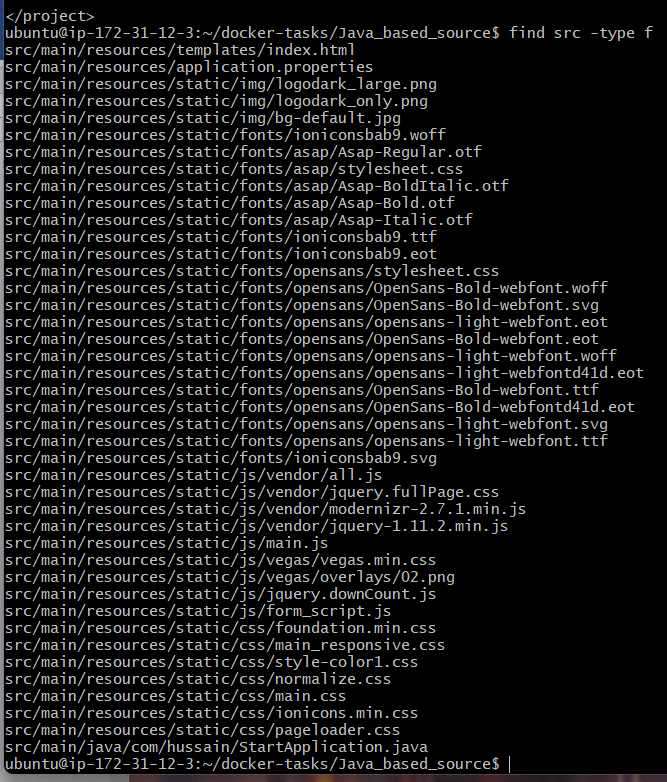 </project>
ubuntu@ip-172-31-12-3:~/docker-tasks/Java_based_source$ find src -type f
src/main/resources/templates/index.html
src/main/resources/application.properties
src/main/resources/static/img/logodark_large.png
src/main/resources/static/img/logodark_only.png
src/main/resources/static/img/bg-default.jpg
src/main/resources/static/fonts/ioniconsbab9.woff
src/main/resources/static/fonts/asap/Asap-Regular.otf
src/main/resources/static/fonts/asap/stylesheet.css
src/main/resources/static/fonts/asap/Asap-BoldItalic.otf
src/main/resources/static/fonts/asap/Asap-Bold.otf
src/main/resources/static/fonts/asap/Asap-Italic.otf
src/main/resources/static/fonts/ioniconsbab9.ttf
src/main/resources/static/fonts/ioniconsbab9.eot
src/main/resources/static/fonts/opensans/stylesheet.css
src/main/resources/static/fonts/opensans/OpenSans-Bold-webfont.woff
src/main/resources/static/fonts/opensans/OpenSans-Bold-webfont.svg
src/main/resources/static/fonts/opensans/opensans-light-webfont.eot
src/main/resources/static/fonts/opensans/OpenSans-Bold-webfont.eot
src/main/resources/static/fonts/opensans/opensans-light-webfont.woff
src/main/resources/static/fonts/opensans/opensans-light-webfontd41d.eot
src/main/resources/static/fonts/opensans/OpenSans-Bold-webfont.ttf
src/main/resources/static/fonts/opensans/OpenSans-Bold-webfontd41d.eot
src/main/resources/static/fonts/opensans/opensans-light-webfont.svg
src/main/resources/static/fonts/opensans/opensans-light-webfont.ttf
src/main/resources/static/fonts/ioniconsbab9.svg
src/main/resources/static/js/vendor/all.js
src/main/resources/static/js/vendor/jquery.fullPage.css
src/main/resources/static/js/vendor/modernizr-2.7.1.min.js
src/main/resources/static/js/vendor/jquery-1.11.2.min.js
src/main/resources/static/js/main.js
src/main/resources/static/js/vegas/vegas.min.css
src/main/resources/static/js/vegas/overlays/02.png
src/main/resources/static/js/jquery.downCount.js
src/main/resources/static/js/form_script.js
src/main/resources/static/css/foundation.min.css
src/main/resources/static/css/main_responsive.css
src/main/resources/static/css/style-color1.css
src/main/resources/static/css/normalize.css
src/main/resources/static/css/main.css
src/main/resources/static/css/ionicons.min.css
src/main/resources/static/css/pageloader.css
src/main/java/com/hussain/StartApplication.java
ubuntu@ip-172-31-12-3:~/docker-tasks/Java_based_source$